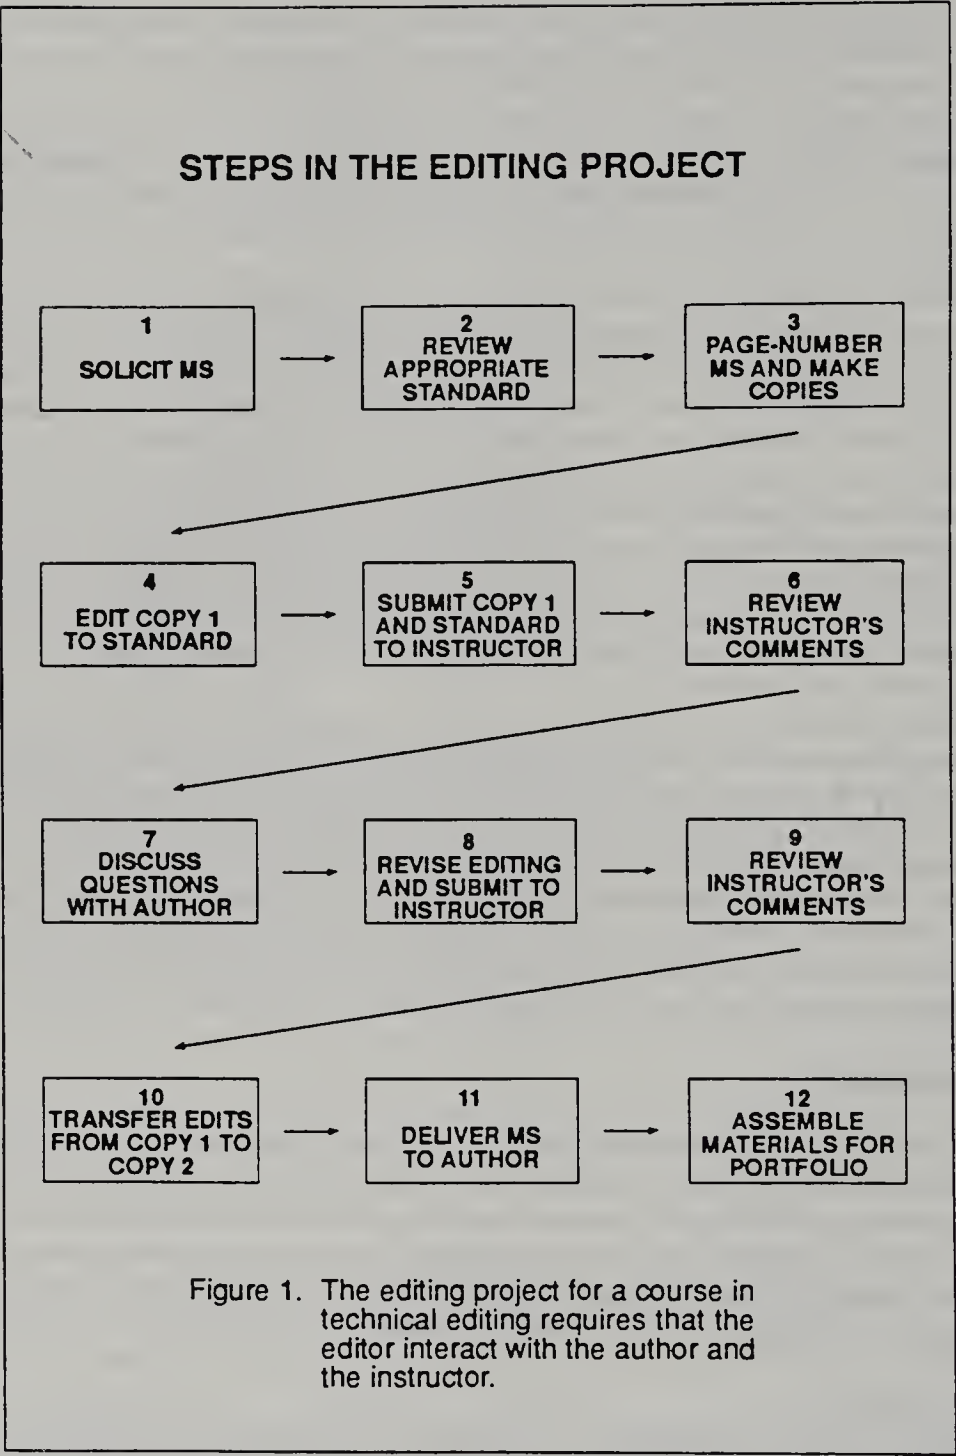 STEPS IN THE EDITING PROJECT
1
SOLICIT MS
2
REVIEW
APPROPRIATE
STANDARD
3
PAGE-NUMBER
MS AND MAKE
COPIES
4
EDIT COPY 1
TO STANDARD
5
SUBMIT COPY 1
AND STANDARD
TO INSTRUCTOR
6
REVIEW
INSTRUCTOR'S
COMMENTS
7
DISCUSS
QUESTIONS
WITH AUTHOR
8
REVISE EDITING
AND SUBMIT TO
INSTRUCTOR
9
REVIEW
INSTRUCTOR'S
COMMENTS
10
TRANSFER EDITS
FROM COPY 1 TO
COPY 2
11
DELIVER MS
TO AUTHOR
12
ASSEMBLE
MATERIALS FOR
PORTFOLIO
Figure 1. The editing project for a course in
technical editing requires that the
editor interact with the author and
the instructor.